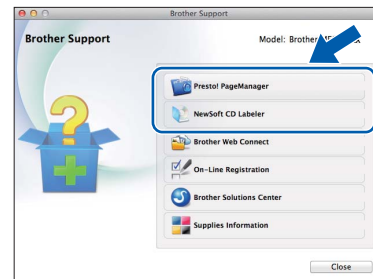 Brother Support
Brother Support
Model: Brother
Presto! PageManager
NewSoft CD Labeler
Brother Web Connect
On-Line Registration
Brother Solutions Center
Supplies Information
Close